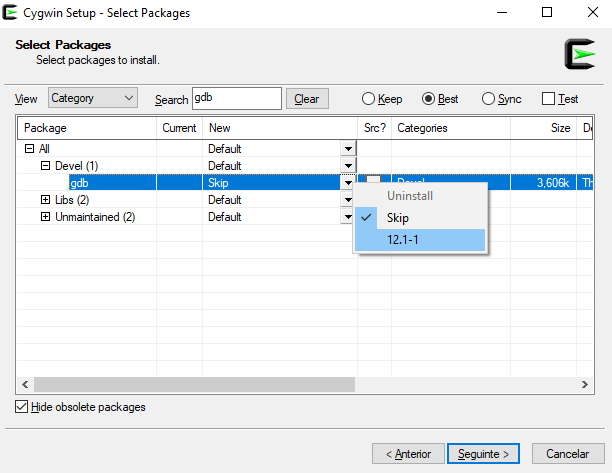 Cygwin Setup - Select Packages
Select Packages
Select packages to install.
View Category Search gdb Clear Keep Best Sync Test
Package Current New Src? Categories Size De
All Default
Devel (1) Default
gdb Skip 3,606k Th
Libs (2) Default
Unmaintained (2) Default
Uninstall
Skip
12.1-1
Hide obsolete packages
< Anterior Seguinte > Cancelar